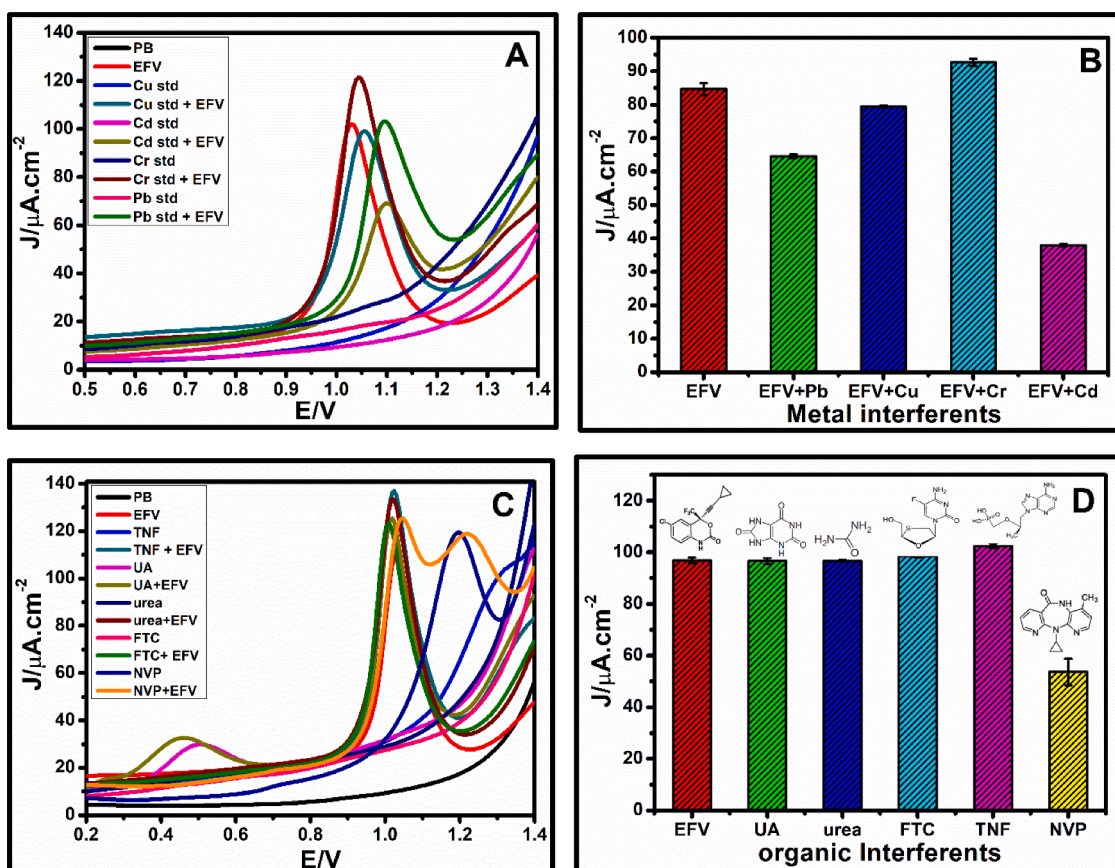 A
J/μA.cm-2
140
120
100
80
60
40
20
0
PB
EFV
Cu std
Cu std + EFV
Cd std
Cd std + EFV
Cr std
Cr std + EFV
Pb std
Pb std + EFV
0.5 0.6 0.7 0.8 0.9 1.0 1.1 1.2 1.3 1.4
E/V
B
J/μA.cm-2
100
90
80
70
60
50
40
30
20
10
0
EFV EFV+Pb EFV+Cu EFV+Cr EFV+Cd
Metal interferents
C
J/μA.cm-2
140
120
100
80
60
40
20
0
PB
EFV
TNF
TNF + EFV
UA
UA+EFV
urea
urea+EFV
FTC
FTC+ EFV
NVP
NVP+EFV
0.2 0.4 0.6 0.8 1.0 1.2 1.4
E/V
D
J/μA.cm-2
120
100
80
60
40
20
0
EFV UA urea FTC TNF NVP
organic Interferents